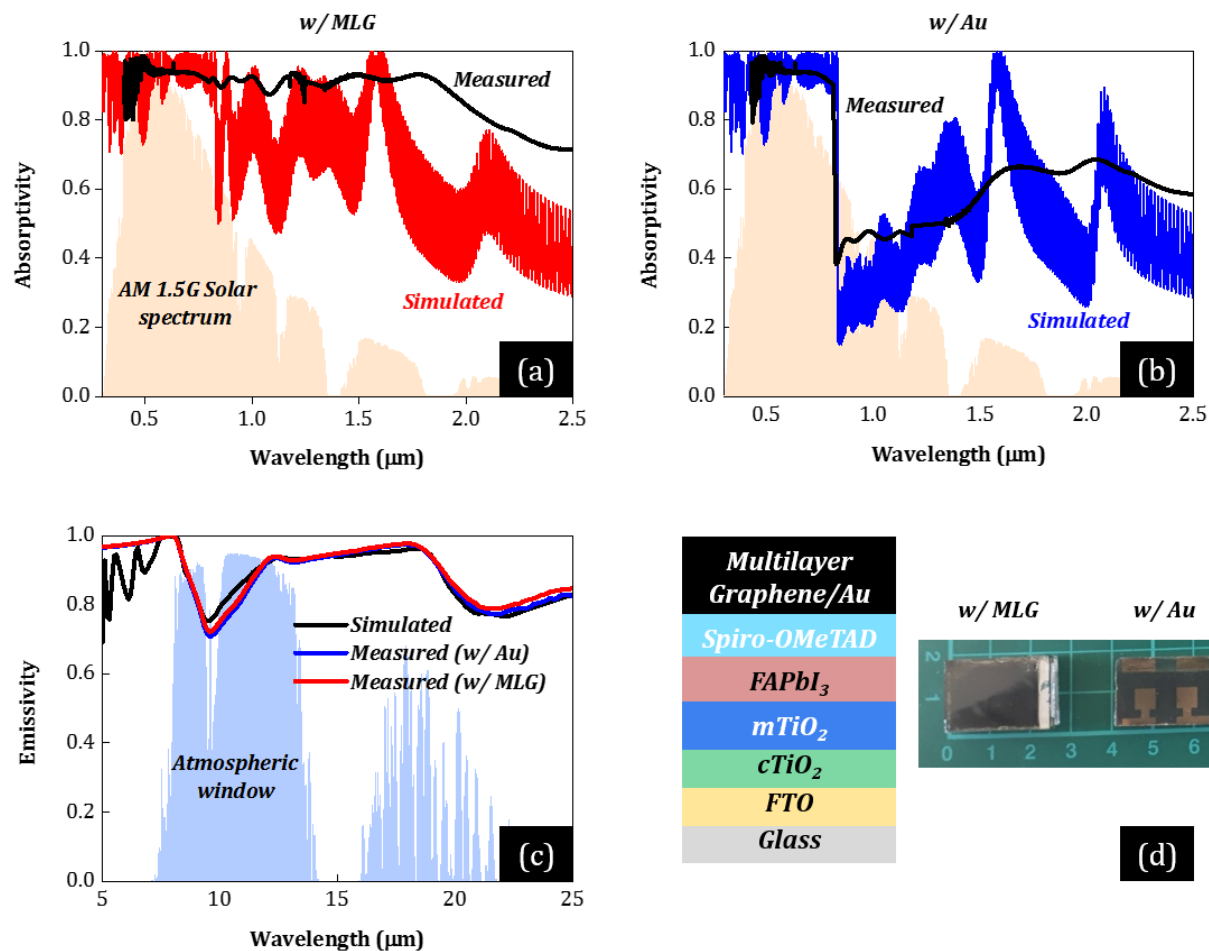 w/ MLG
1.0
0.8
0.6
0.4
0.2
0.0
Absorptivity
Measured
Simulated
AM 1.5G Solar
spectrum
(a)
0.5
1.0
1.5
2.0
2.5
Wavelength (μm)
w/ Au
1.0
0.8
0.6
0.4
0.2
0.0
Absorptivity
Measured
Simulated
(b)
0.5
1.0
1.5
2.0
2.5
Wavelength (μm)
1.0
0.8
0.6
0.4
0.2
0.0
Emissivity
Simulated
Measured (w/ Au)
Measured (w/ MLG)
Atmospheric
window
(c)
5
10
15
20
25
Wavelength (μm)
Multilayer
Graphene/Au
Spiro-OMeTAD
FAPbI₃
mTiO₂
cTiO₂
FTO
Glass
w/ MLG
w/ Au
2
1
0 1 2 3 4 5 6
(d)